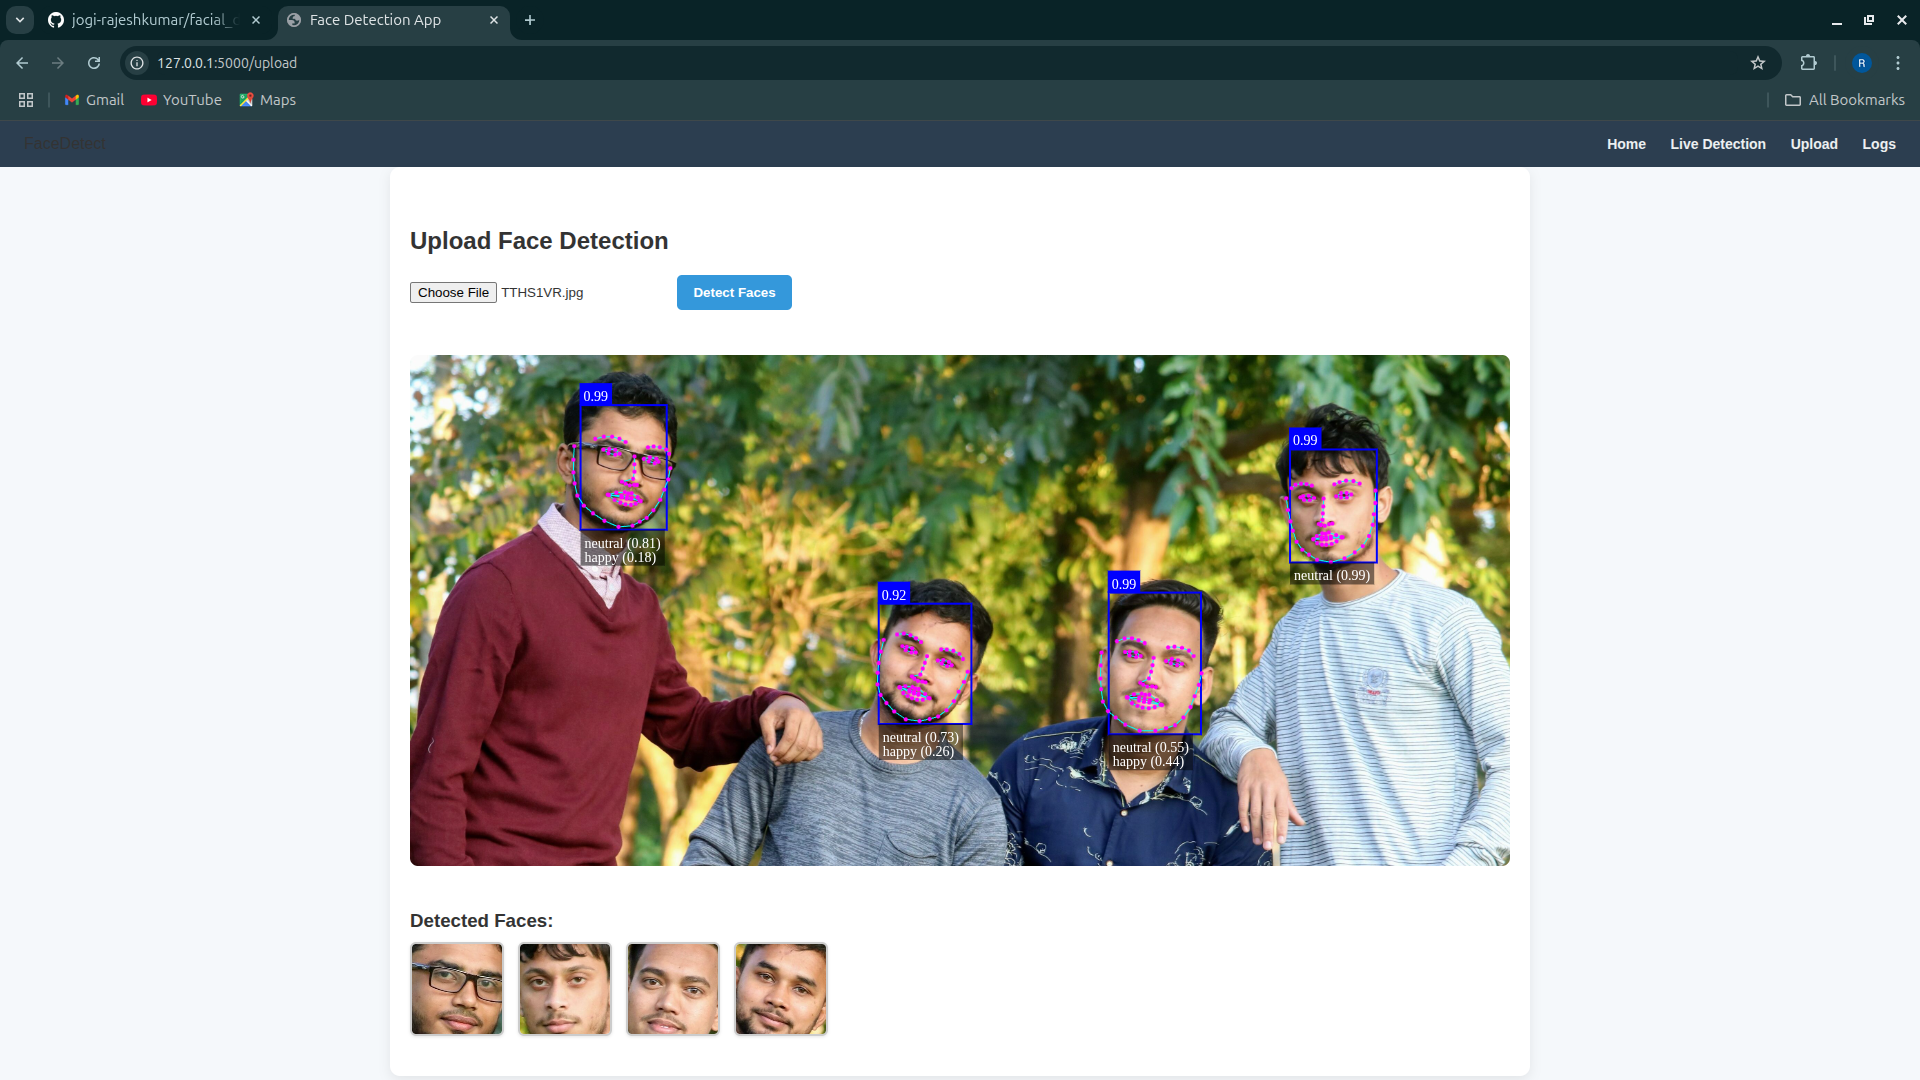 jogi-rajeshkumar/facial_
Face Detection App
127.0.0.1:5000/upload
R
Gmail
YouTube
Maps
All Bookmarks
FaceDetect
Home
Live Detection
Upload
Logs
Upload Face Detection
Choose File TTHS1VR.jpg
Detect Faces
0.99
neutral (0.81)
happy (0.18)
0.92
neutral (0.73)
happy (0.26)
0.99
neutral (0.55)
happy (0.44)
0.99
neutral (0.99)
Detected Faces: